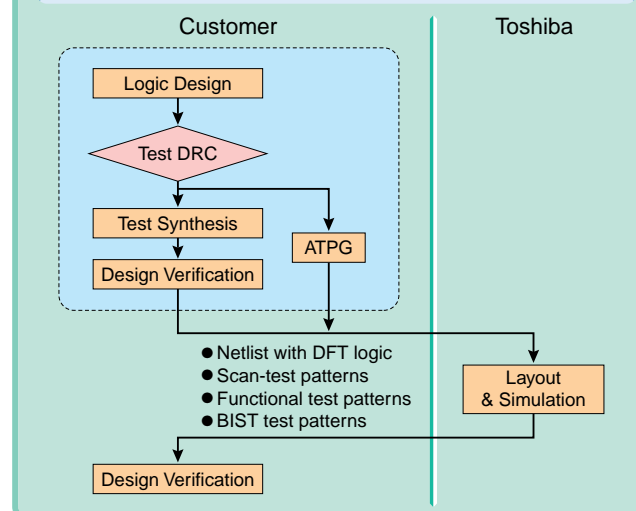 Customer
Toshiba
Logic Design
Test DRC
Test Synthesis
ATPG
Design Verification
● Netlist with DFT logic
● Scan-test patterns
● Functional test patterns
● BIST test patterns
Layout
& Simulation
Design Verification